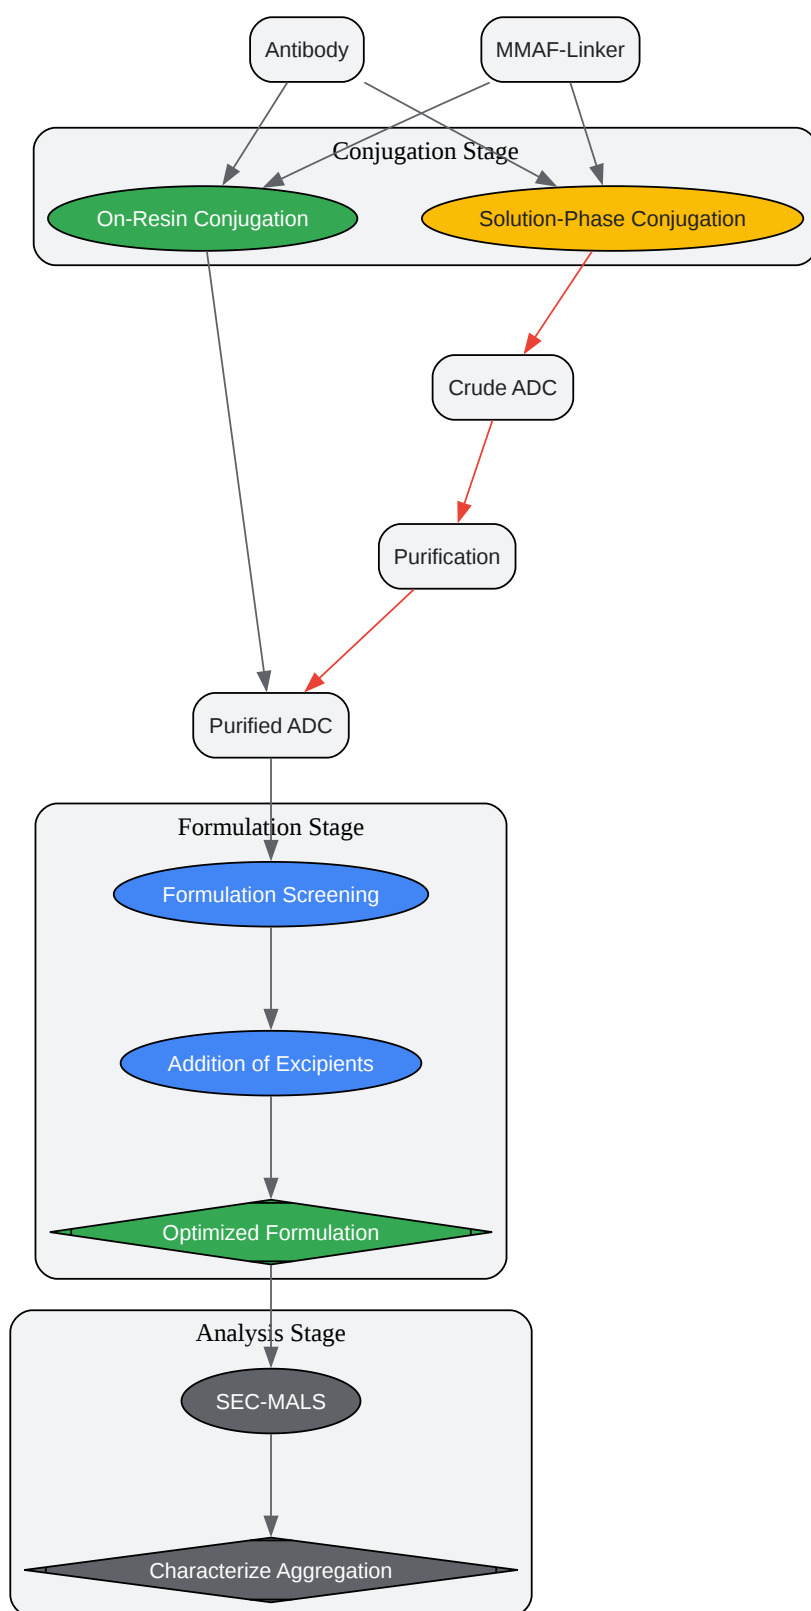 Antibody
MMAF-Linker
Conjugation Stage
On-Resin Conjugation
Solution-Phase Conjugation
Crude ADC
Purification
Purified ADC
Formulation Stage
Formulation Screening
Addition of Excipients
Optimized Formulation
Analysis Stage
SEC-MALS
Characterize Aggregation